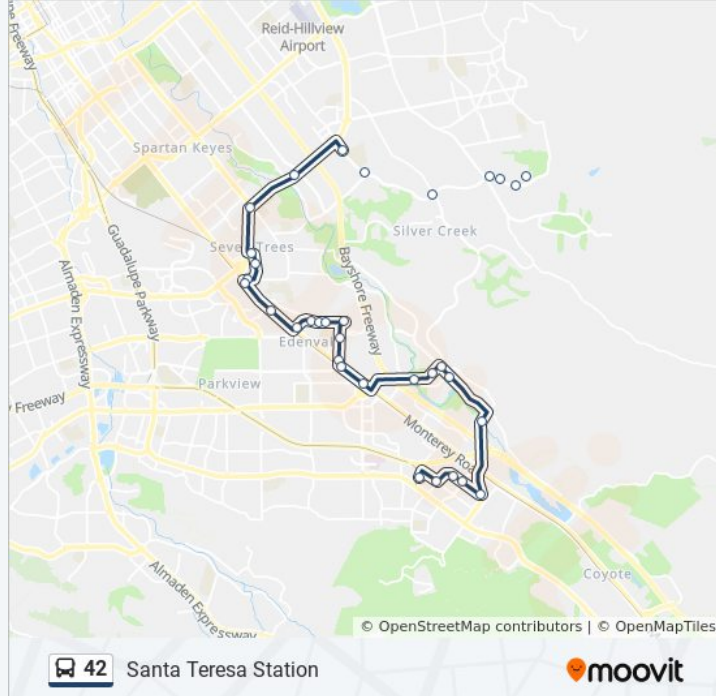 Reid-Hillview
Airport
Freeway
Spartan Keyes
Guadalupe Parkway
Seven Trees
Silver Creek
Bayshore Freeway
Almaden Expressway
Edenvale
Parkview
Freeway
Monterey Road
Coyote
Almaden Expressway
© OpenStreetMap contributors | © OpenMapTiles
42 Santa Teresa Station
moovit